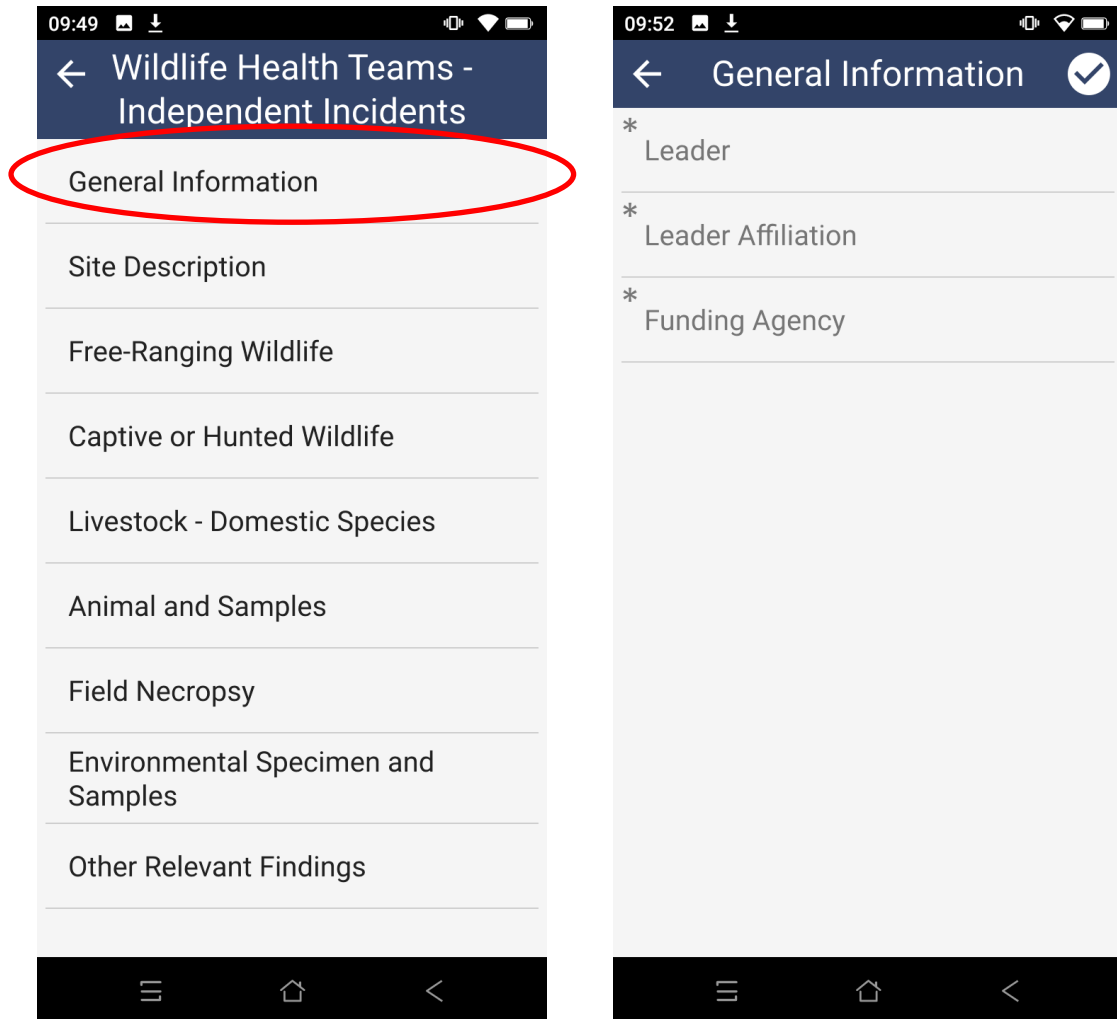 09:49
Wildlife Health Teams -
Independent Incidents
General Information
Site Description
Free-Ranging Wildlife
Captive or Hunted Wildlife
Livestock - Domestic Species
Animal and Samples
Field Necropsy
Environmental Specimen and
Samples
Other Relevant Findings
09:52
General Information
*
Leader
*
Leader Affiliation
*
Funding Agency